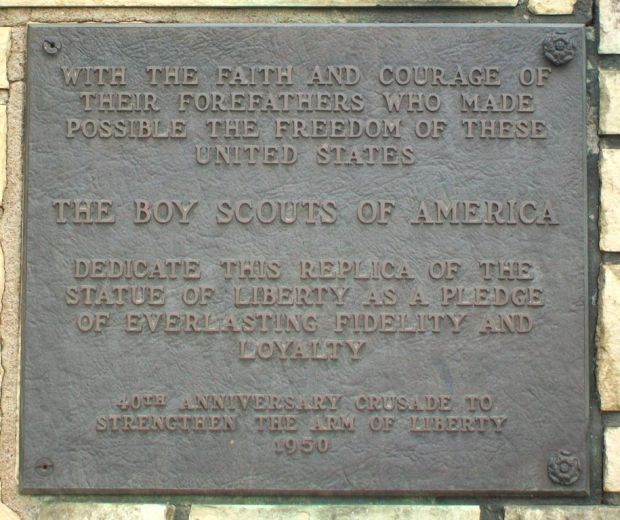 WITH THE FAITH AND COURAGE OF
THEIR FOREFATHERS WHO MADE
POSSIBLE THE FREEDOM OF THESE
UNITED STATES
THE BOY SCOUTS OF AMERICA
DEDICATE THIS REPLICA OF THE
STATUE OF LIBERTY AS A PLEDGE
OF EVERLASTING FIDELITY AND
LOYALTY
40TH ANNIVERSARY CRUSADE TO
STRENGTHEN THE ARM OF LIBERTY
1950